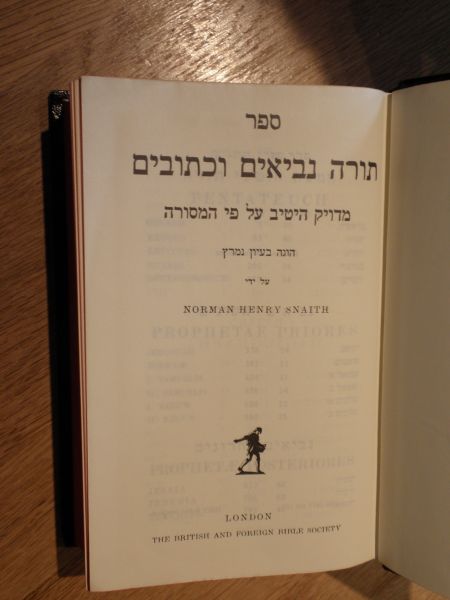 ספר
תורה נביאים וכתובים
מדויק היטיב על פי המסורה
הוגה בעיון נמרץ
על ידי
NORMAN HENRY SNAITH
LONDON
THE BRITISH AND FOREIGN BIBLE SOCIETY